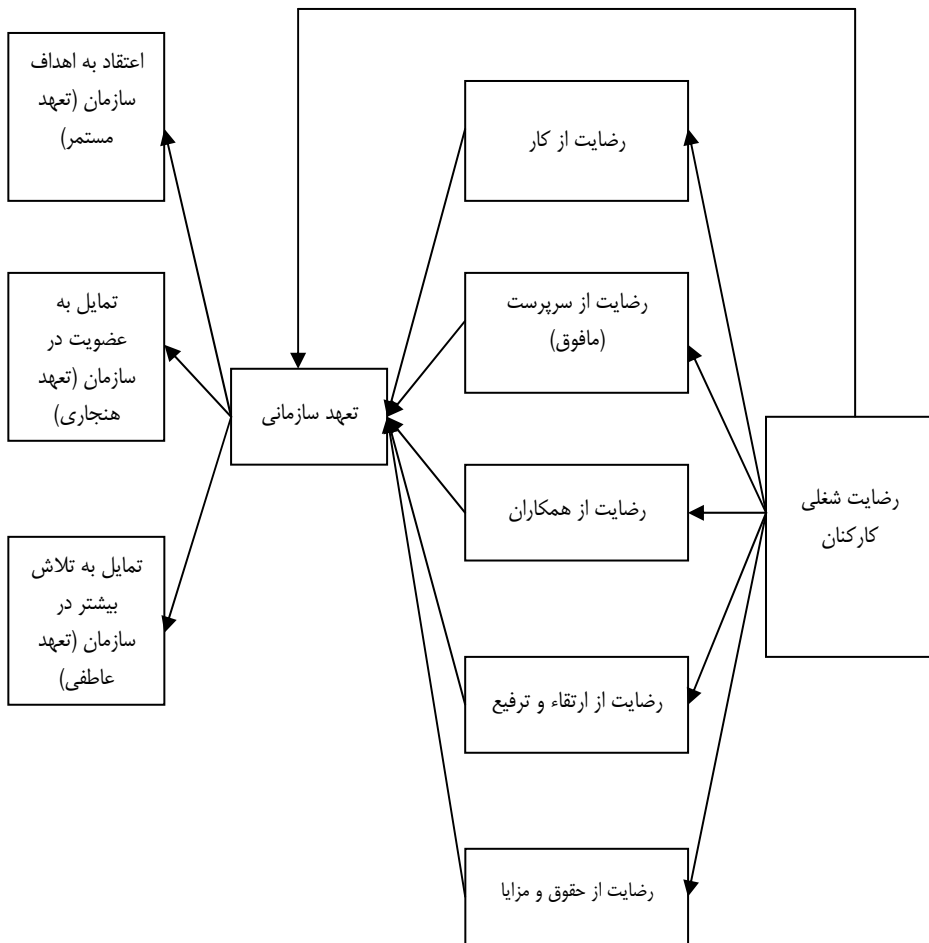 رضایت شغلی
کارکنان
رضایت از کار
رضایت از سرپرست
(مافوق)
رضایت از همکاران
رضایت از ارتقاء و ترفیع
رضایت از حقوق و مزایا
تعهد سازمانی
اعتقاد به اهداف
سازمان (تعهد
مستمر)
تمایل به
عضویت در
سازمان (تعهد
هنجاری)
تمایل به تلاش
بیشتر در
سازمان (تعهد
عاطفی)